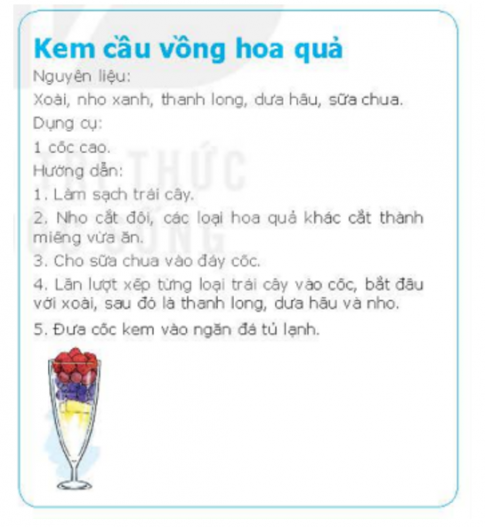 Kem cầu vồng hoa quả
Nguyên liệu:
Xoài, nho xanh, thanh long, dưa hấu, sữa chua.
Dụng cụ:
1 cốc cao.
Hướng dẫn:
1. Làm sạch trái cây.
2. Nho cắt đôi, các loại hoa quả khác cắt thành
miếng vừa ăn.
3. Cho sữa chua vào đáy cốc.
4. Lần lượt xếp từng loại trái cây vào cốc, bắt đầu
với xoài, sau đó là thanh long, dưa hấu và nho.
5. Đưa cốc kem vào ngăn đá tủ lạnh.